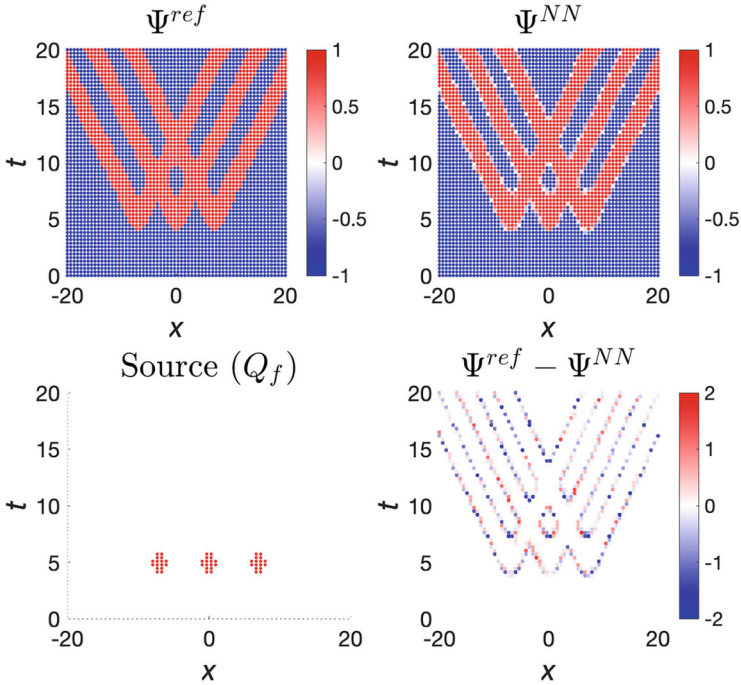 Ψ^{ref} Ψ^{NN}
20 1 20 1
15 0.5 15 0.5
t 10 0 t 10 0
5 -0.5 5 -0.5
0 -1 0 -1
-20 0 20 -20 0 20
x x
Source (Q_f) Ψ^{ref} − Ψ^{NN}
20 20 2
15 15 1
t 10 t 10 0
5 5 -1
0 0 -2
-20 0 20 -20 0 20
x x